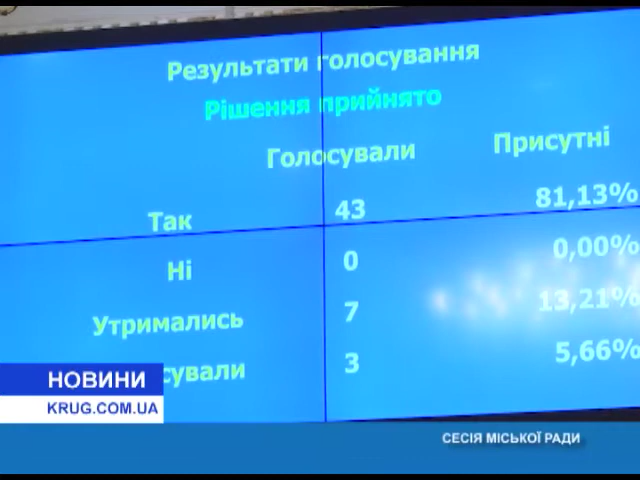 Результати голосування
Рішення прийнято
Голосували Присутні
Так 43 81,13%
Ні 0 0,00%
Утримались 7 13,21%
сували 3 5,66%
НОВИНИ
KRUG.COM.UA
СЕСІЯ МІСЬКОЇ РАДИ